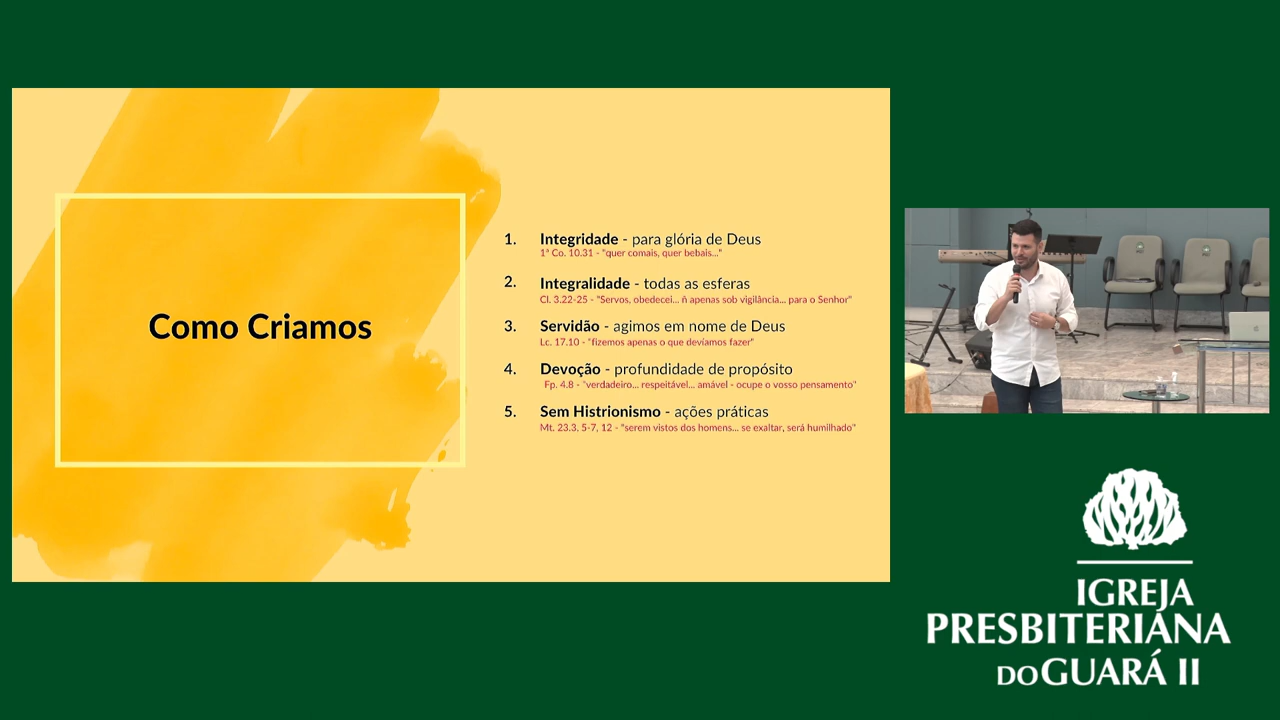 Como Criamos
1. Integridade - para glória de Deus
1ª Co. 10.31 - "quer comais, quer bebais..."
2. Integralidade - todas as esferas
Cl. 3.22-25 - "Servos, obedecei... ñ apenas sob vigilância... para o Senhor"
3. Servidão - agimos em nome de Deus
Lc. 17.10 - "fizemos apenas o que devíamos fazer"
4. Devoção - profundidade de propósito
Fp. 4.8 - "verdadeiro... respeitável... amável - ocupe o vosso pensamento"
5. Sem Histrionismo - ações práticas
Mt. 23.3, 5-7, 12 - "serem vistos dos homens... se exaltar, será humilhado"
IGREJA
PRESBITERIANA
DO GUARÁ II